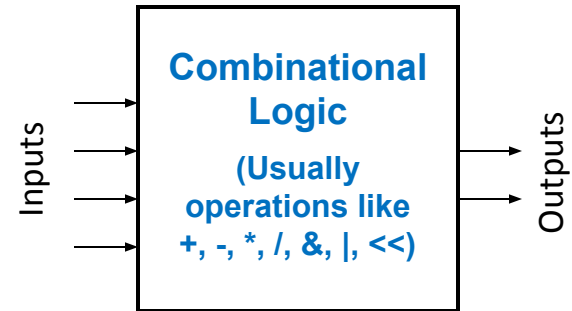 Inputs
Combinational
Logic
(Usually
operations like
+, -, *, /, &, |, <<)
Outputs